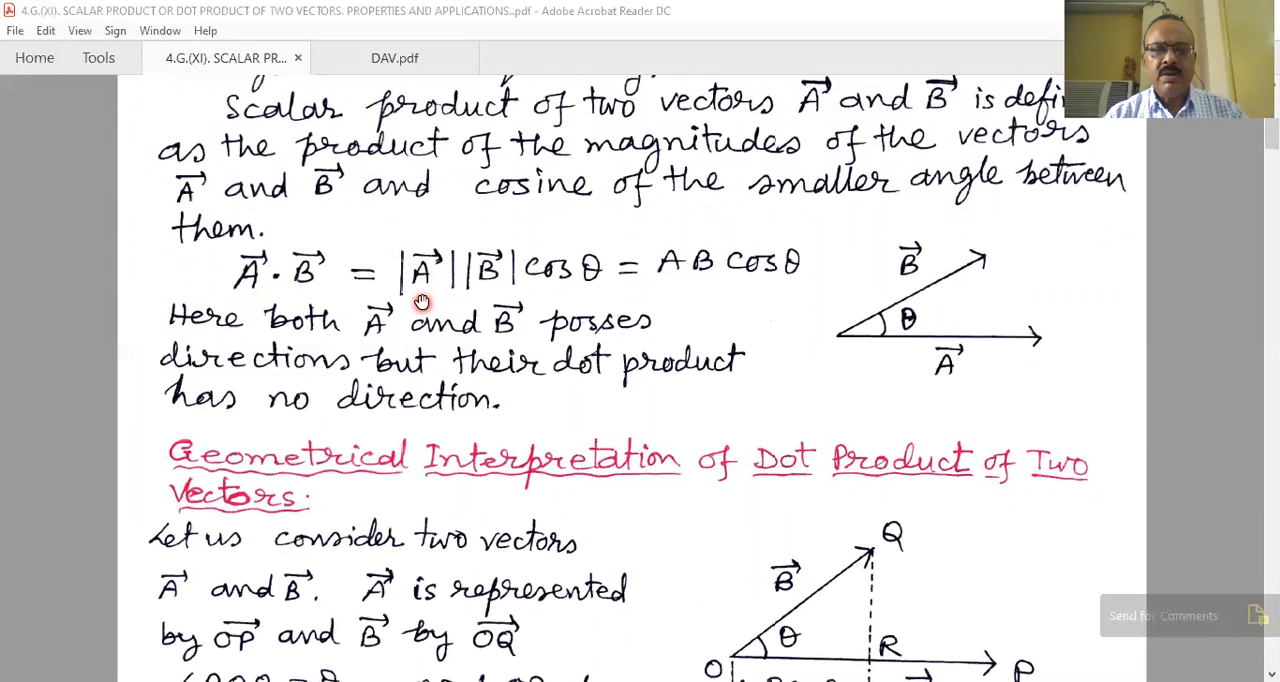 4.G.(XI). SCALAR PRODUCT OR DOT PRODUCT OF TWO VECTORS. PROPERTIES AND APPLICATIONS..pdf - Adobe Acrobat Reader DC
File Edit View Sign Window Help
Home Tools 4.G.(XI). SCALAR PR... × DAV.pdf
Scalar product of two vectors A⃗ and B⃗ is defi
as the product of the magnitudes of the vectors
A⃗ and B⃗ and cosine of the smaller angle between
them.
A⃗ · B⃗ = |A⃗||B⃗| cos θ = A B cos θ
B⃗
θ
A⃗
Here both A⃗ and B⃗ posses
directions but their dot product
has no direction.
Geometrical Interpretation of Dot Product of Two
Vectors:
Let us consider two vectors
A⃗ and B⃗. A⃗ is represented
by OP⃗ and B⃗ by OQ⃗
Q
B⃗
θ
R
O
P
Send for Comments